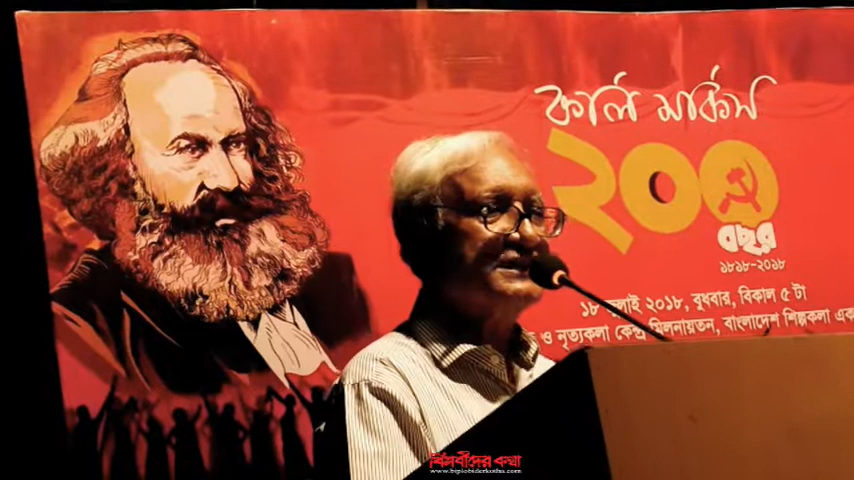 কার্ল মার্কস
২০০
বছর
১৮১৮-২০১৮
১৮ জুলাই ২০১৮, বুধবার, বিকাল ৫ টা
ও নৃত্যকলা কেন্দ্র মিলনায়তন, বাংলাদেশ শিল্পকলা একা
বিপ্লবীদের কথা
www.biplobiderkotha.com